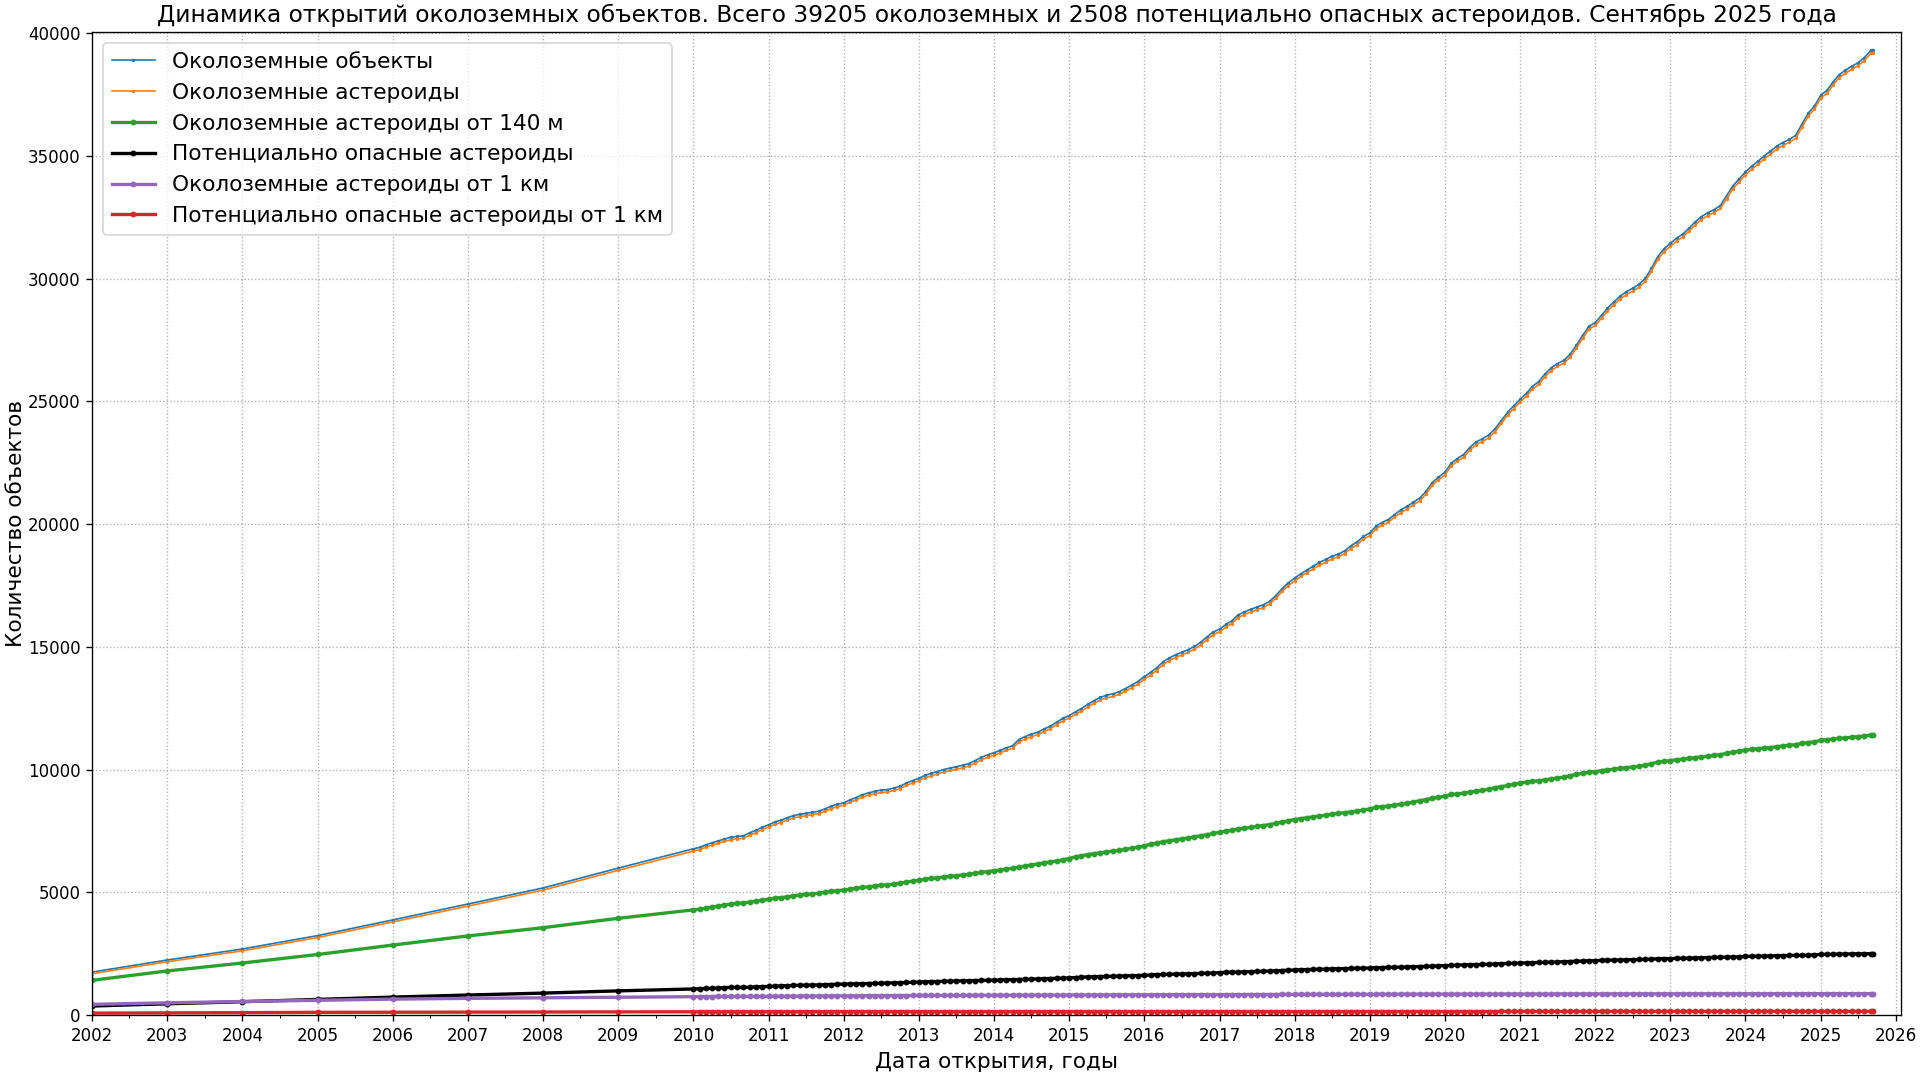 Динамика открытий околоземных объектов. Всего 39205 околоземных и 2508 потенциально опасных астероидов. Сентябрь 2025 года
Околоземные объекты
Околоземные астероиды
Околоземные астероиды от 140 м
Потенциально опасные астероиды
Околоземные астероиды от 1 км
Потенциально опасные астероиды от 1 км
Количество объектов
40000
35000
30000
25000
20000
15000
10000
5000
0
2002 2003 2004 2005 2006 2007 2008 2009 2010 2011 2012 2013 2014 2015 2016 2017 2018 2019 2020 2021 2022 2023 2024 2025 2026
Дата открытия, годы